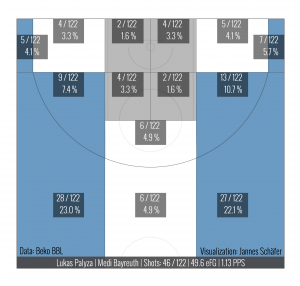 4 / 122 2 / 122 4 / 122 5 / 122
3.3 % 1.6 % 3.3 % 4.1 %
5 / 122 7 / 122
4.1 % 5.7 %
9 / 122 4 / 122 2 / 122 13 / 122
7.4 % 3.3 % 1.6 % 10.7 %
6 / 122
4.9 %
28 / 122 6 / 122 27 / 122
23.0 % 4.9 % 22.1 %
Data: Beko BBL Visualization: Jannes Schäfer
Lukas Palyza | Medi Bayreuth | Shots: 46 / 122 | 49.6 eFG | 1.13 PPS